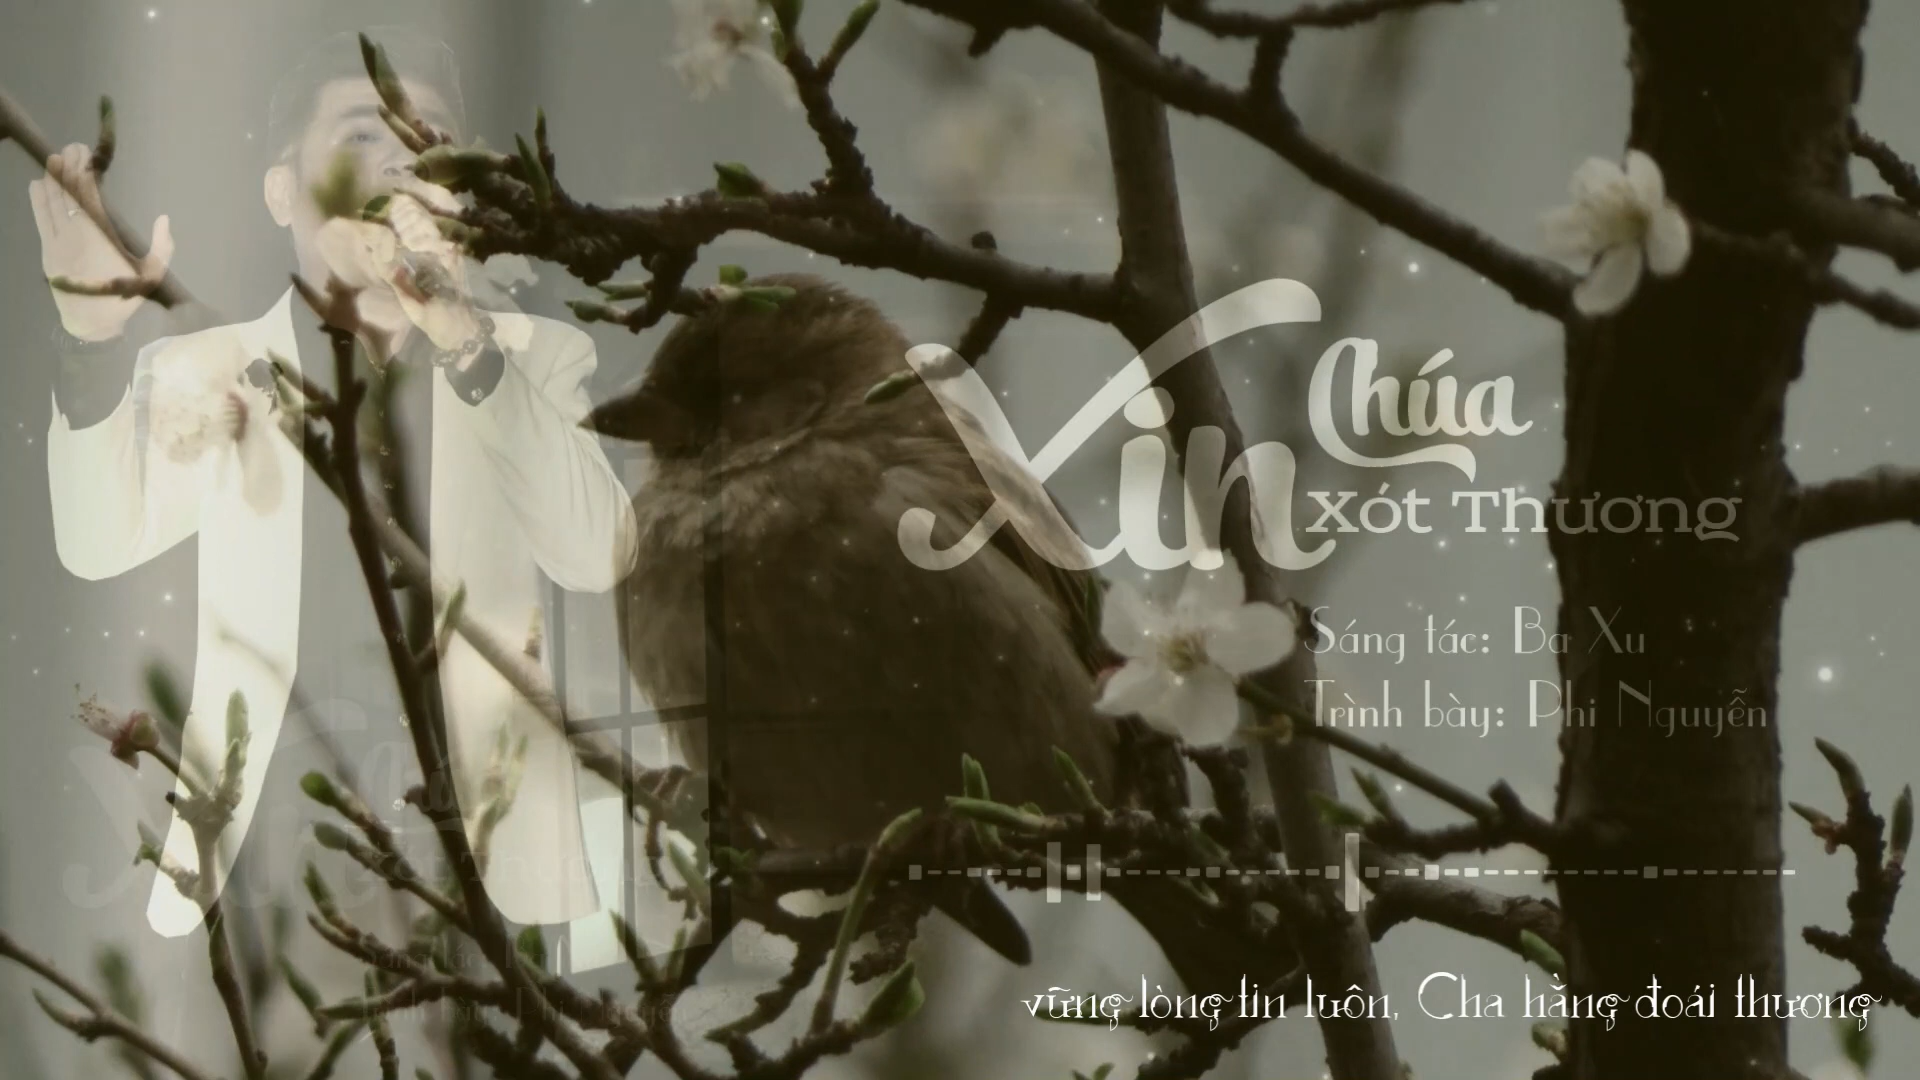 Xin Chúa
Xót Thương
Sáng tác: Ba Xu
Trình bày: Phi Nguyễn
vững lòng tin luôn, Cha hằng đoái thương